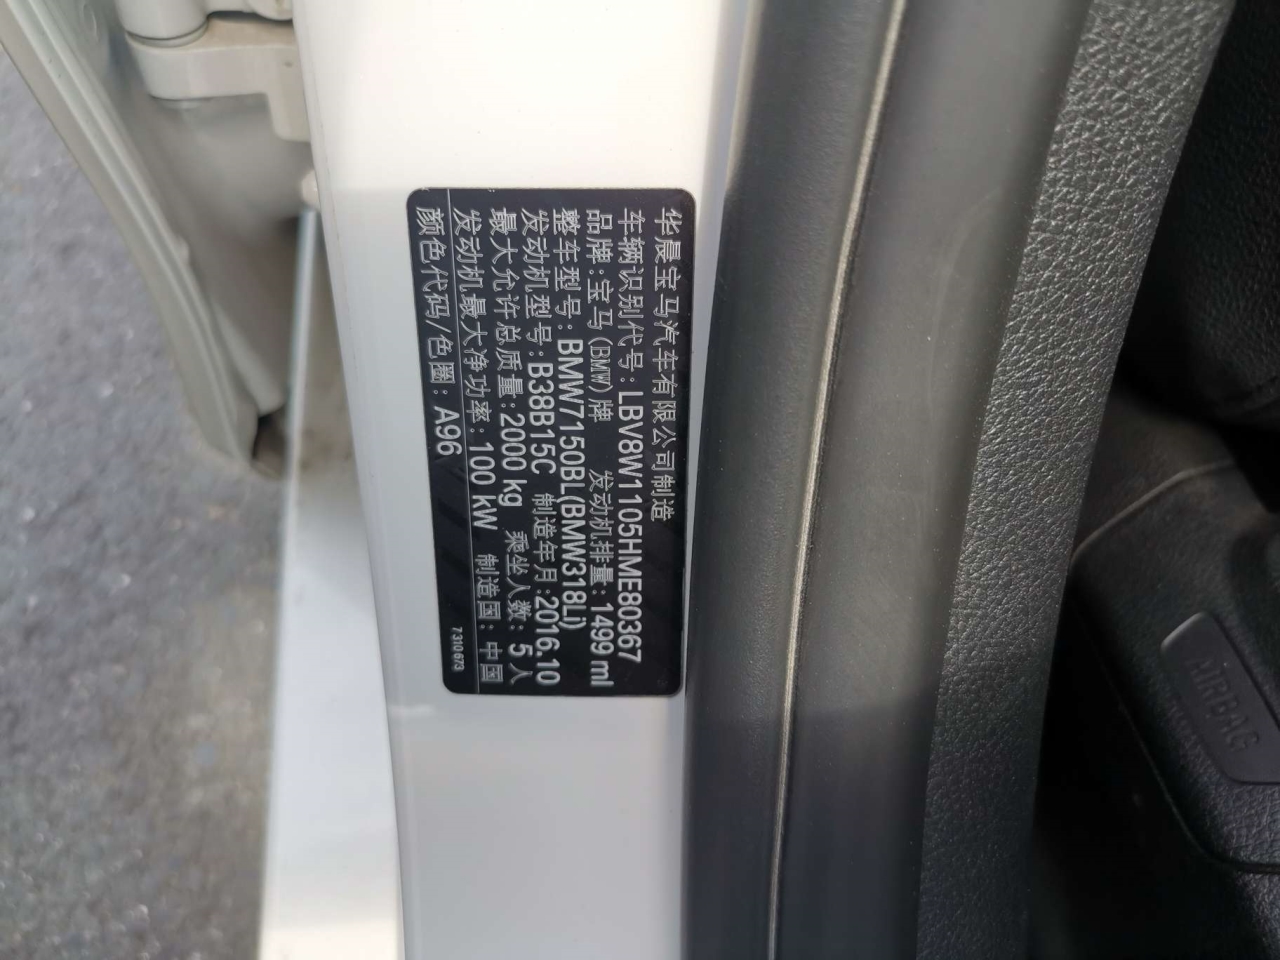 华晨宝马汽车有限公司制造
车辆识别代号:LBV8W1105HME80367
品牌:宝马(BMW)牌 发动机排量:1499 ml
整车型号:BMW7150BL(BMW318Li)
发动机型号:B38B15C 制造年月:2016.10
最大允许总质量:2000 kg 乘坐人数:5人
发动机最大净功率:100 kW 制造国:中国
颜色代码/色圈:A96
7310673
AIRBAG